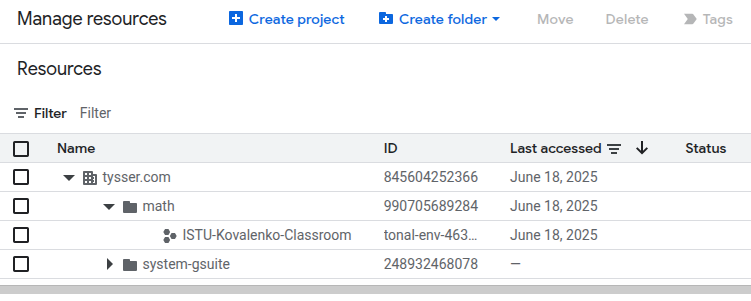 Manage resources Create project Create folder Move Delete Tags
Resources
Filter Filter
Name ID Last accessed Status
tysser.com 845604252366 June 18, 2025
math 990705689284 June 18, 2025
ISTU-Kovalenko-Classroom tonal-env-463... June 18, 2025
system-gsuite 248932468078 —